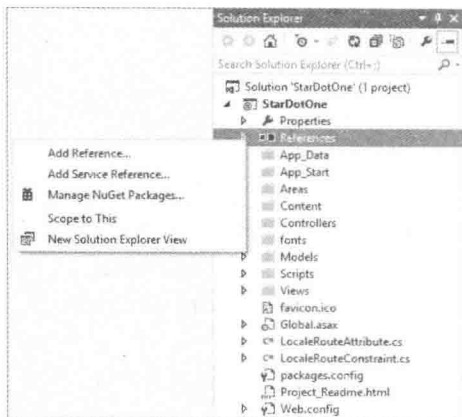 Solution Explorer
Search Solution Explorer (Ctrl+;)
Solution 'StarDotOne' (1 project)
StarDotOne
Properties
References
App_Data
App_Start
Areas
Content
Controllers
fonts
Models
Scripts
Views
favicon.ico
Global.asax
LocaleRouteAttribute.cs
LocaleRouteConstraint.cs
packages.config
Project_Readme.html
Web.config
Add Reference...
Add Service Reference...
Manage NuGet Packages...
Scope to This
New Solution Explorer View